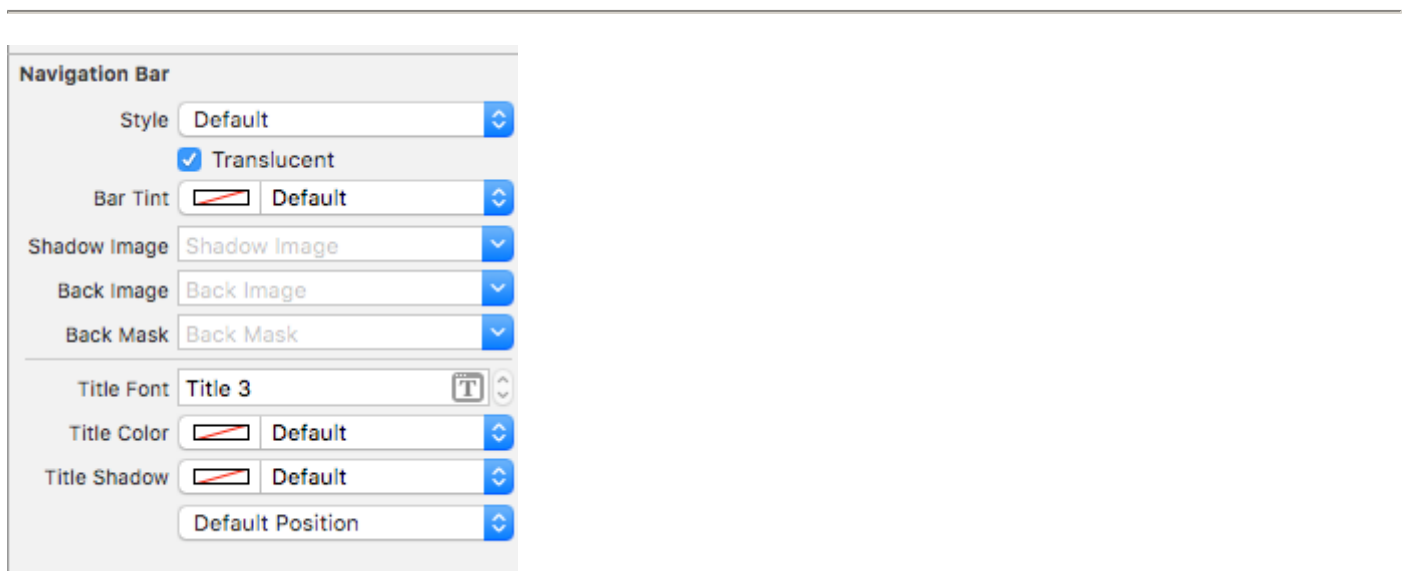 Navigation Bar
Style Default
Translucent
Bar Tint Default
Shadow Image Shadow Image
Back Image Back Image
Back Mask Back Mask
Title Font Title 3 T
Title Color Default
Title Shadow Default
Default Position